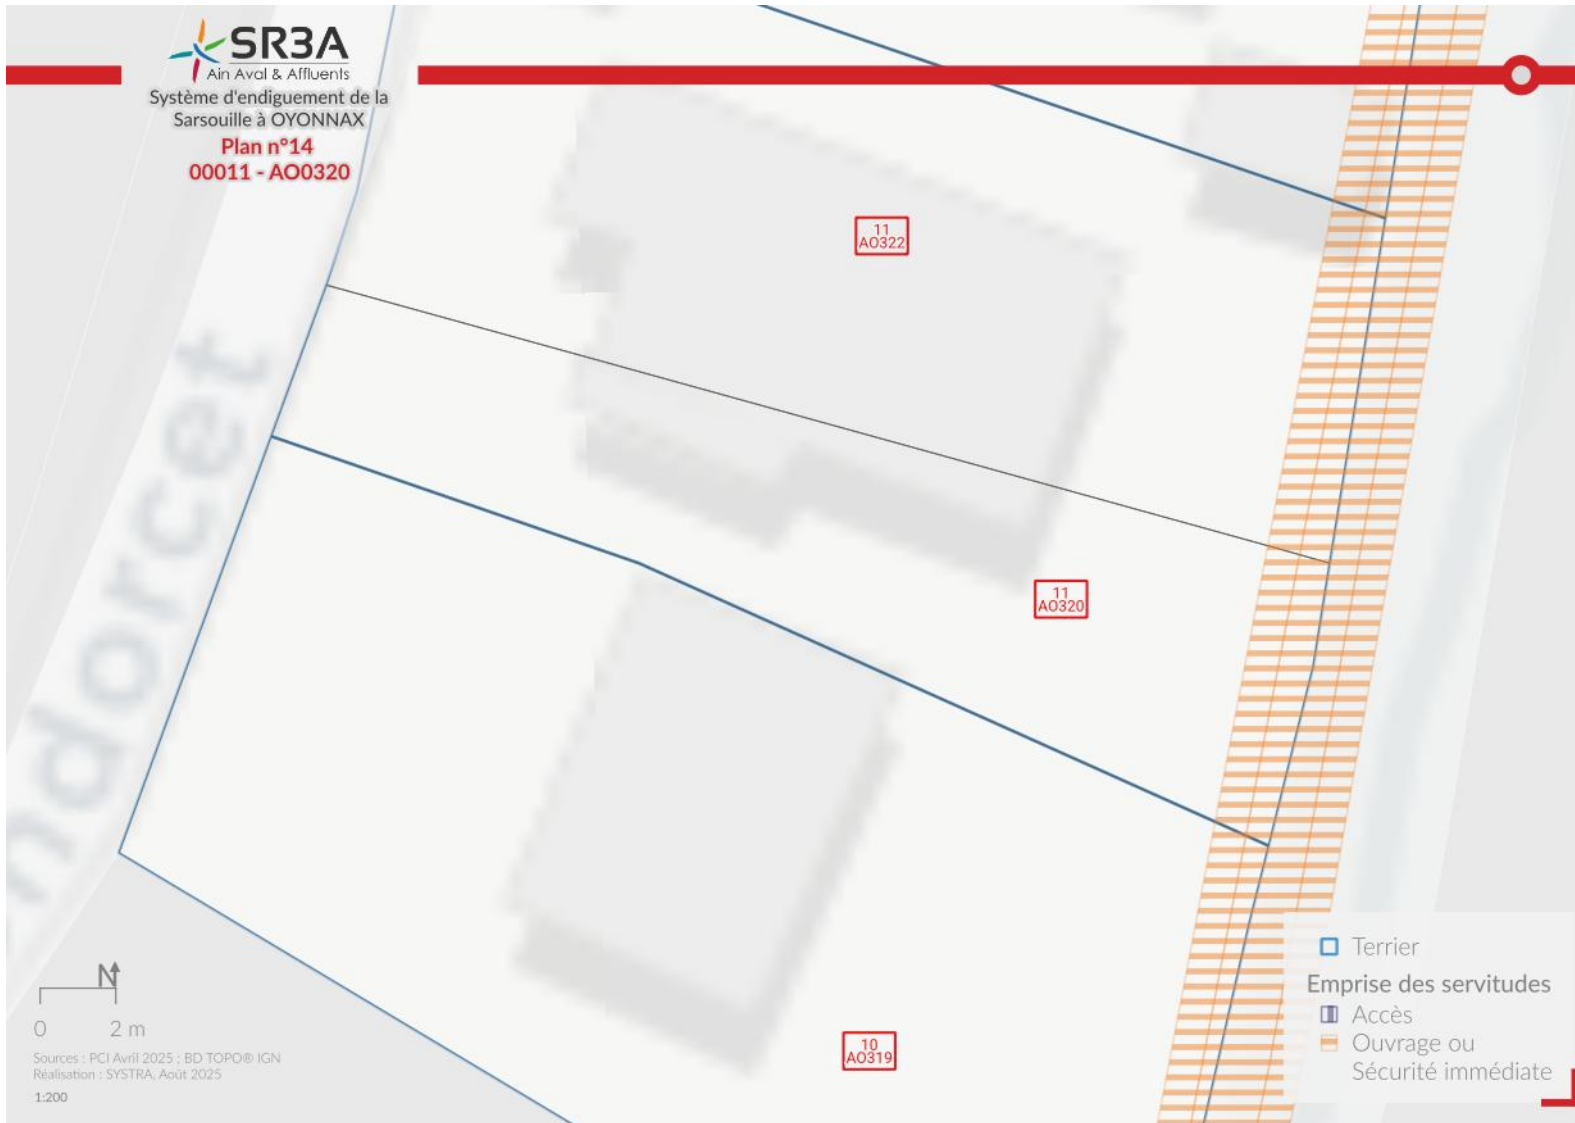 SR3A
Ain Aval & Affluents
Système d'endiguement de la
Sarsouille à OYONNAX
Plan n°14
00011 - AO0320
11
AO322
ndorcet
11
AO320
10
AO319
N
0 2 m
Sources : PCI Avril 2025 ; BD TOPO® IGN
Réalisation : SYSTRA, Août 2025
1:200
Terrier
Emprise des servitudes
Accès
Ouvrage ou
Sécurité immédiate